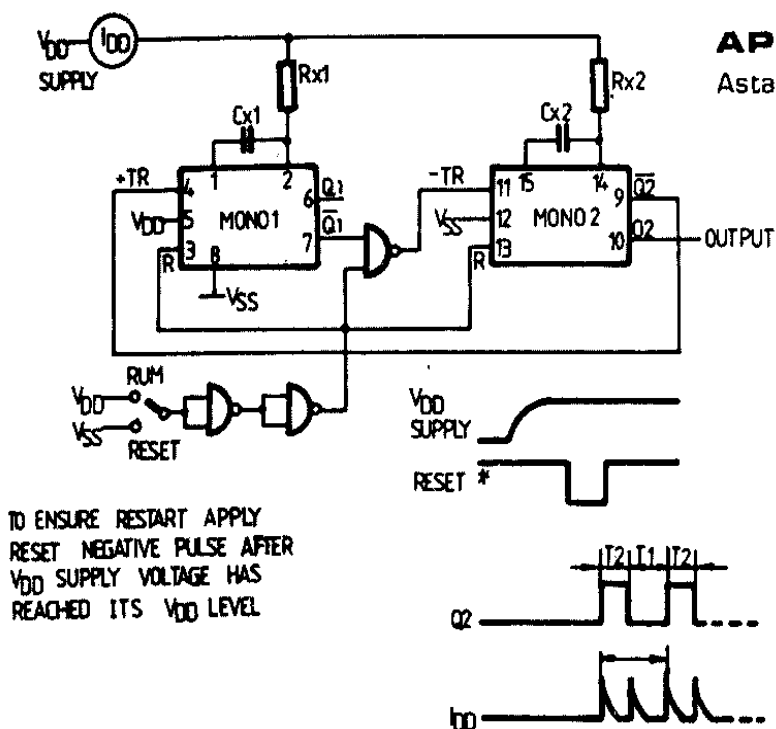 AP
Asta
VDD
SUPPLY
IDD
Rx1
Rx2
Cx1
Cx2
+TR
4
1
2
6
Q1
VDD
5
MONO1
Q̅1
7
3
R
8
VSS
-TR
11
15
14
9
Q̅2
VSS
12
MONO2
13
10
Q2
OUTPUT
R
RUM
VDD
VSS
RESET
VDD
SUPPLY
RESET *
TO ENSURE RESTART APPLY
RESET NEGATIVE PULSE AFTER
VDD SUPPLY VOLTAGE HAS
REACHED ITS VDD LEVEL
T2 T1 T2
Q2
IDD